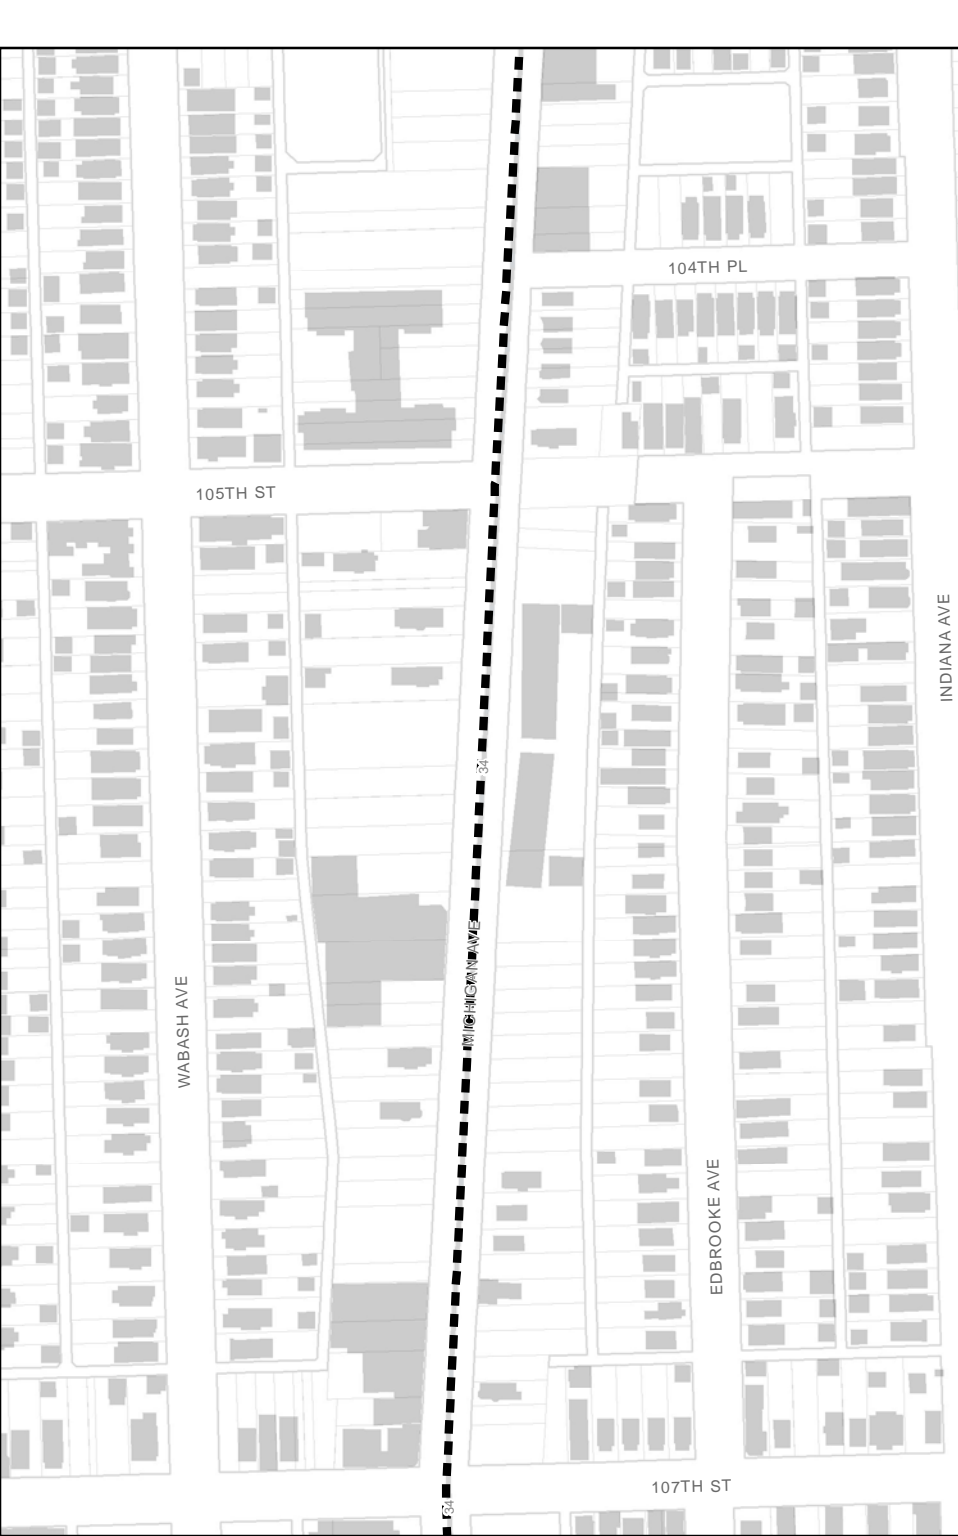 104TH PL
105TH ST
INDIANA AVE
34
MICHIGAN AVE
WABASH AVE
EDBROOKE AVE
107TH ST
34